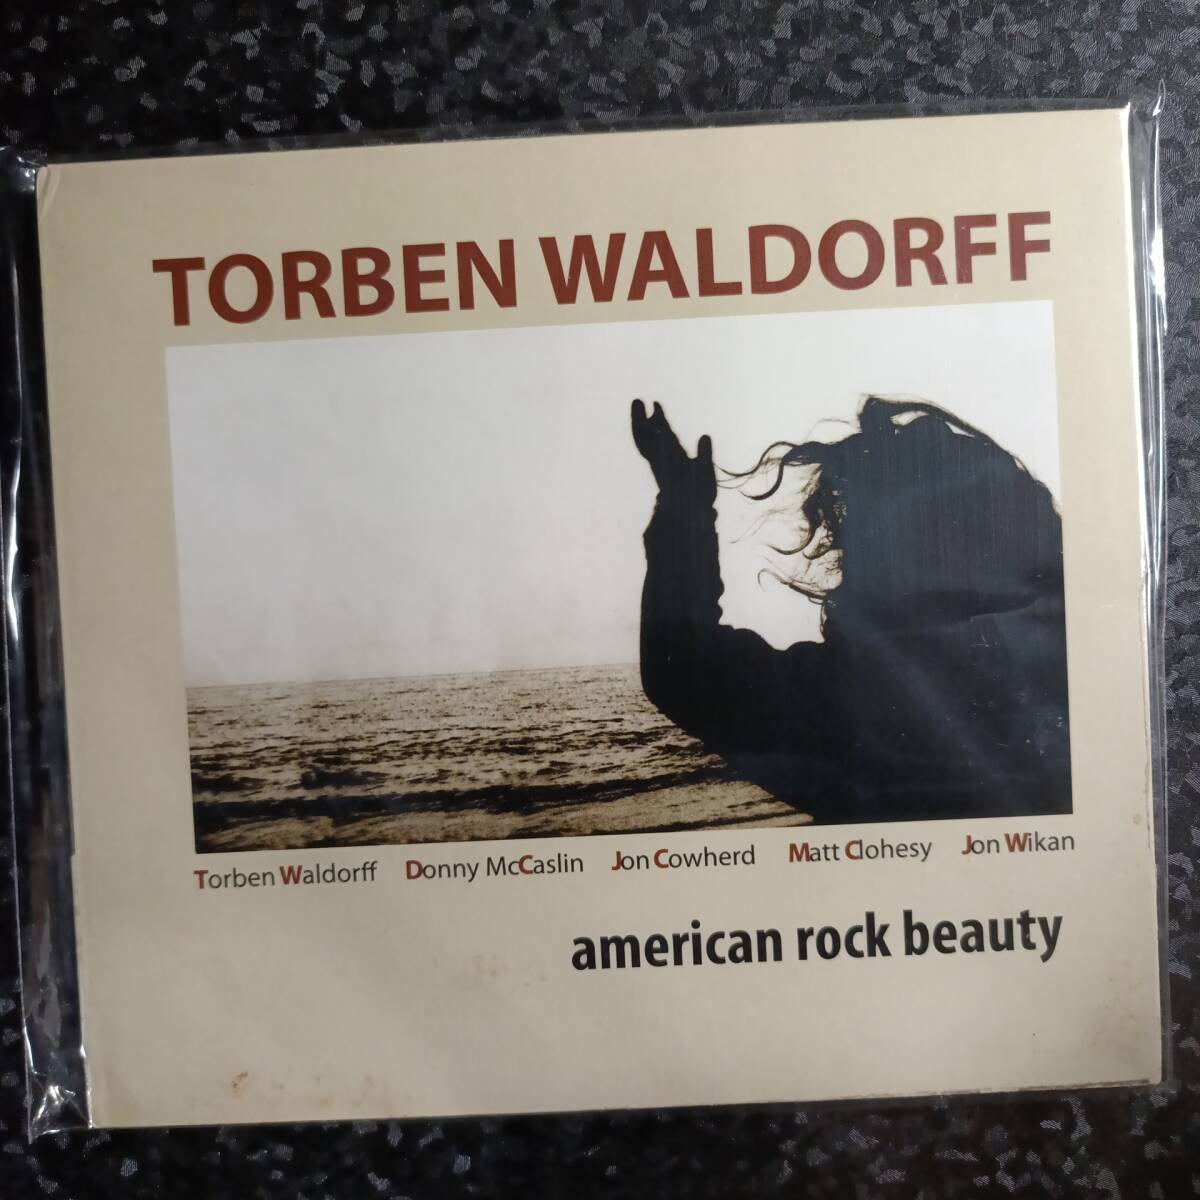 TORBEN WALDORFF
Torben Waldorff Donny McCaslin Jon Cowherd Matt Clohesy Jon Wikan
american rock beauty